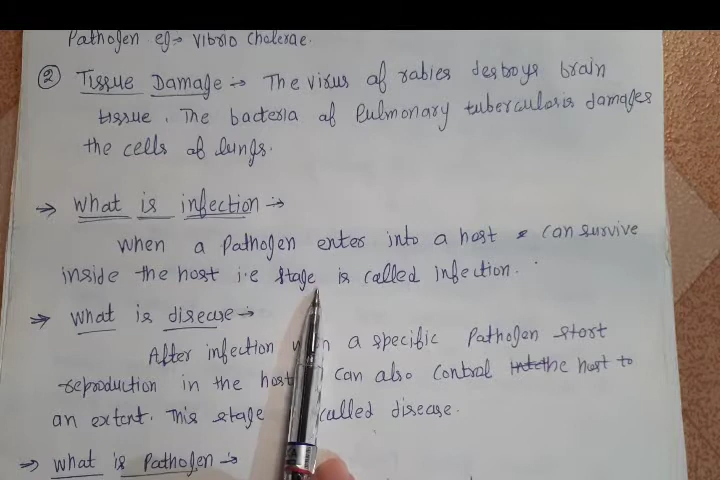 Pathogen eg→ Vibrio Cholerae.
② Tissue Damage :→ The virus of rabies destroys brain
tissue. The bacteria of Pulmonary tuberculosis damages
the cells of lungs.
⇒ What is infection :→
When a Pathogen enter into a host & can survive
inside the host i.e stage is called infection.
⇒ What is disease :→
After infection a specific Pathogen start
reproduction in the host can also control the host to
an extent. This stage called disease.
⇒ What is Pathogen :→